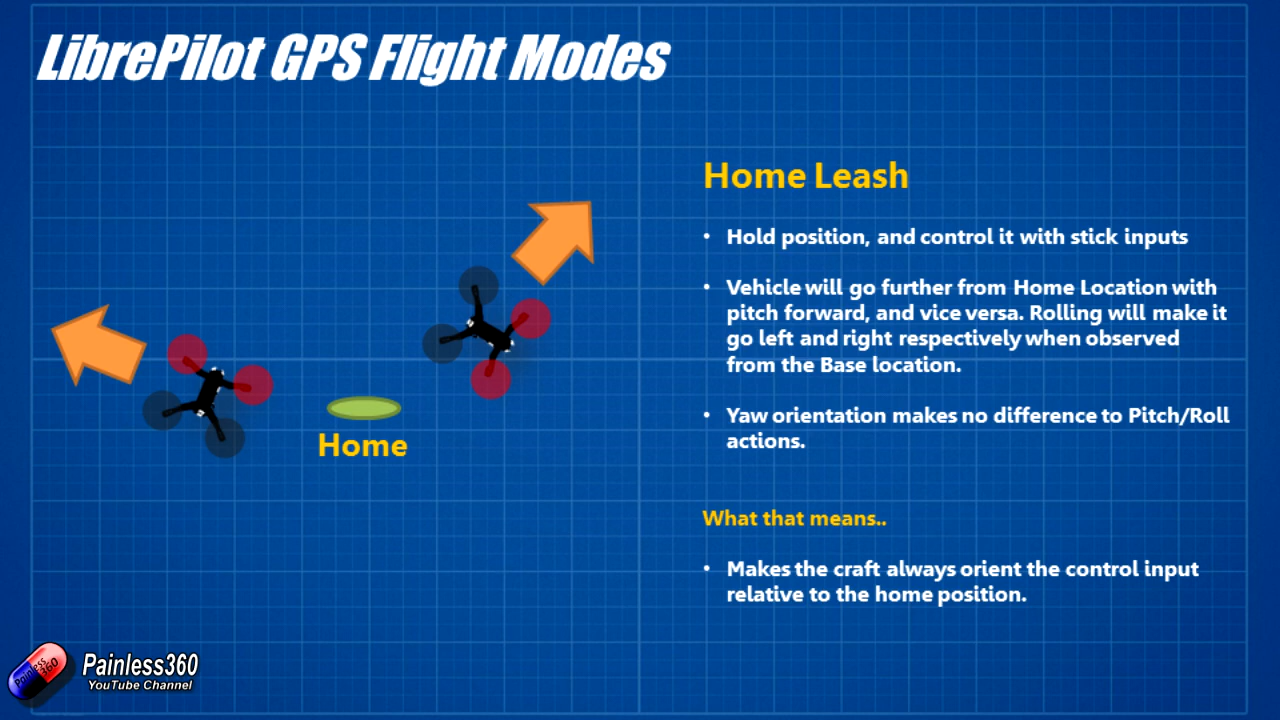 LibrePilot GPS Flight Modes
Home Leash
• Hold position, and control it with stick inputs
• Vehicle will go further from Home Location with
pitch forward, and vice versa. Rolling will make it
go left and right respectively when observed
from the Base location.
• Yaw orientation makes no difference to Pitch/Roll
actions.
Home
What that means..
• Makes the craft always orient the control input
relative to the home position.
Painless
360
Painless360
YouTube Channel